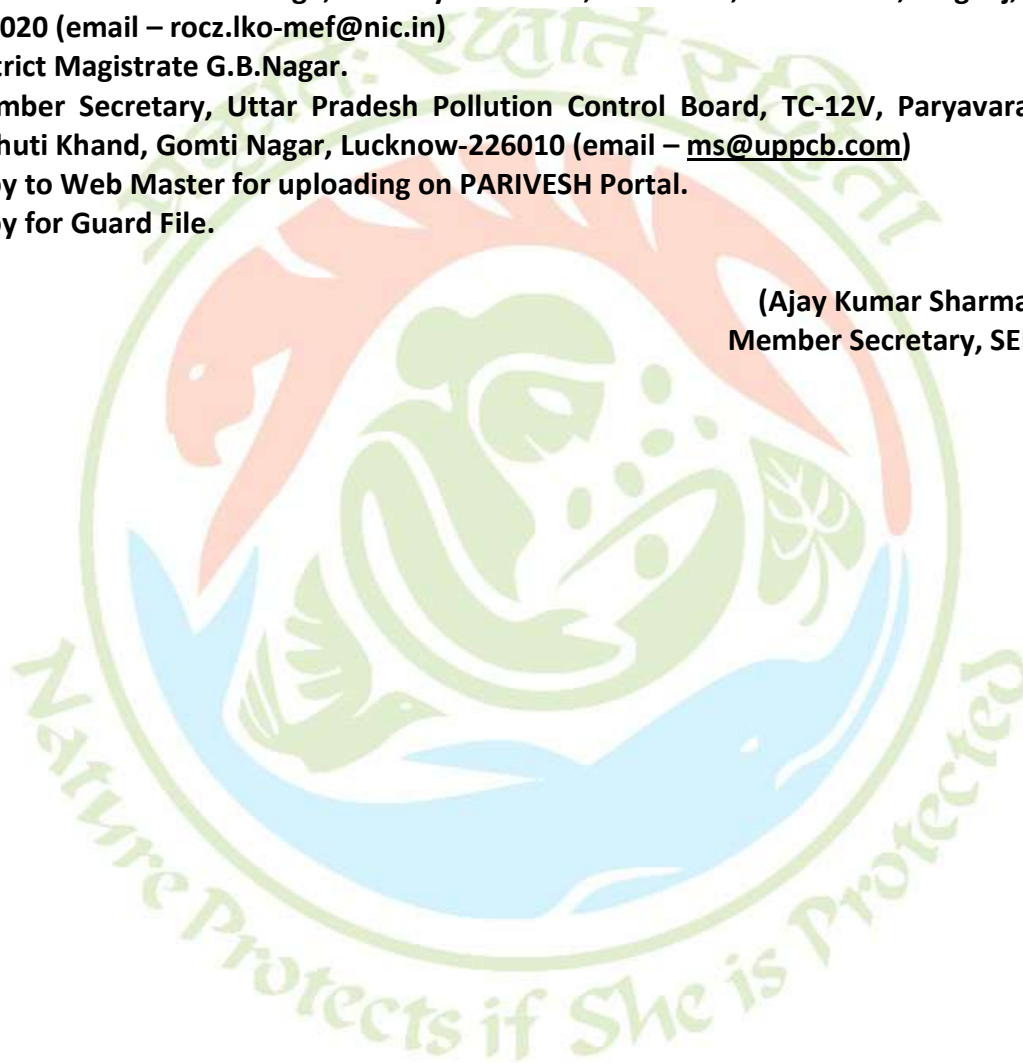 020 (email – rocz.lko-mef@nic.in)
trict Magistrate G.B.Nagar.
mber Secretary, Uttar Pradesh Pollution Control Board, TC-12V, Paryavara
huti Khand, Gomti Nagar, Lucknow-226010 (email – ms@uppcb.com)
py to Web Master for uploading on PARIVESH Portal.
py for Guard File.
(Ajay Kumar Sharma
Member Secretary, SE
Nature Protects if She is Protected